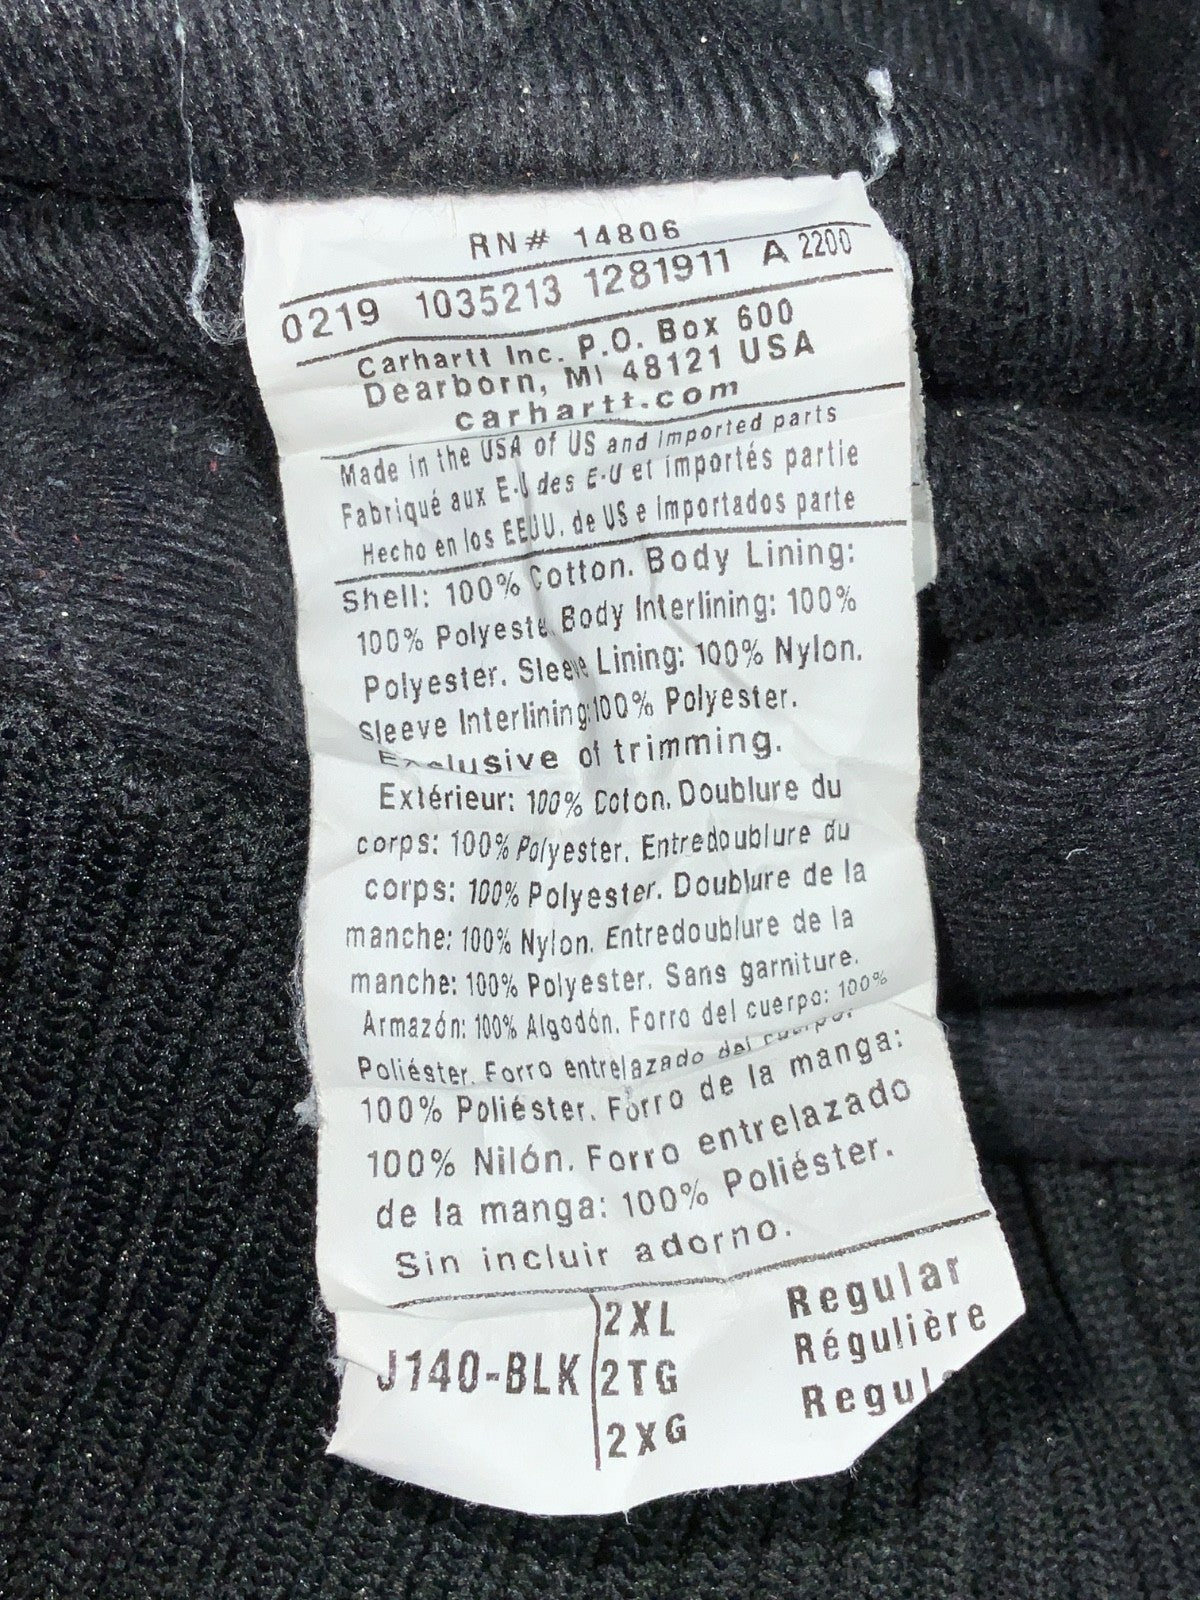 RN# 14806
0219 1035213 1281911 A 2200
Carhartt Inc. P.O. Box 600
Dearborn, MI 48121 USA
carhartt.com
Made in the USA of US and imported parts
Fabriqué aux E-U des E-U et importés partie
Hecho en los EEUU. de US e importados parte
Shell: 100% Cotton. Body Lining:
100% Polyeste Body Interlining: 100%
Polyester. Sleeve Lining: 100% Nylon.
Sleeve Interlining:100% Polyester.
Exclusive of trimming.
Extérieur: 100% Coton. Doublure du
corps: 100% Polyester. Entredoublure du
corps: 100% Polyester. Doublure de la
manche: 100% Nylon. Entredoublure de la
manche: 100% Polyester. Sans garniture.
Armazón: 100% Algodón. Forro del cuerpo: 100%
Poliéster. Forro entrelazado del cuerpo:
100% Poliéster. Forro de la manga:
100% Nilón. Forro entrelazado
de la manga: 100% Poliéster.
Sin incluir adorno.
2XL Regular
J140-BLK 2TG Régulière
2XG Regul